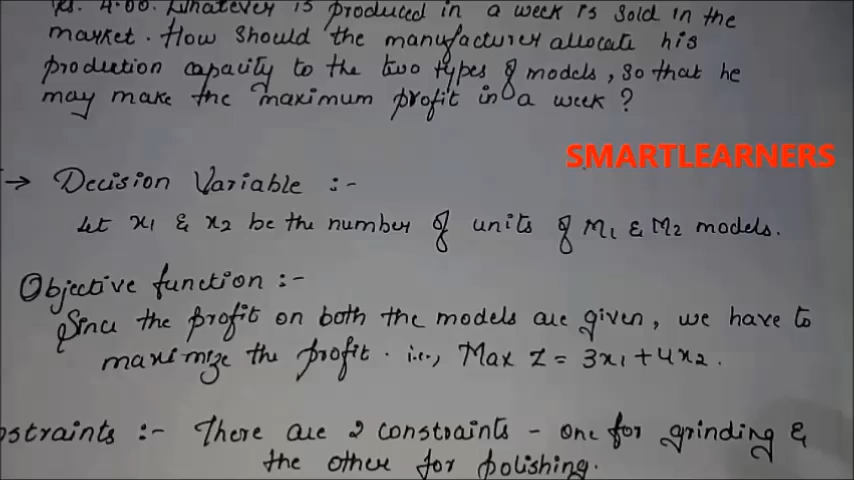 Rs. 4.00. Whatever is produced in a week is sold in the
market. How should the manufacturer allocate his
production capacity to the two types of models, so that he
may make the maximum profit in a week ?
SMARTLEARNERS
→ Decision Variable :-
Let x1 & x2 be the number of units of M1 & M2 models.
Objective function :-
Since the profit on both the models are given, we have to
maximize the profit. i.e., Max Z = 3x1 + 4x2.
ostraints :- There are 2 constraints - one for grinding &
the other for polishing.